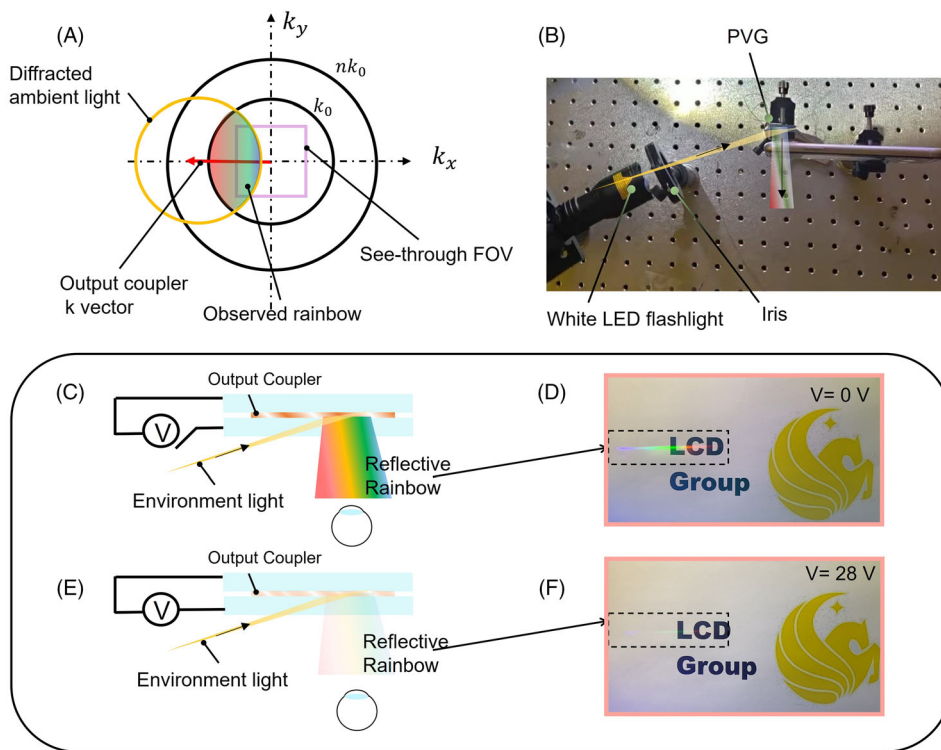 (A)
k_y
nk_0
k_0
k_x
Diffracted
ambient light
Output coupler
k vector
Observed rainbow
See-through FOV
(B)
PVG
White LED flashlight
Iris
(C)
Output Coupler
V
Environment light
Reflective
Rainbow
(D)
V= 0 V
LCD
Group
(E)
Output Coupler
V
Environment light
Reflective
Rainbow
(F)
V= 28 V
LCD
Group